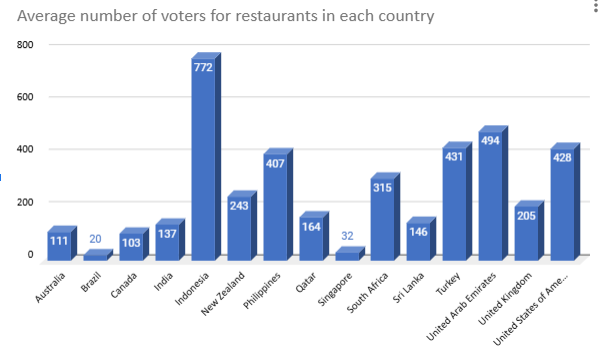 Average number of voters for restaurants in each country
800
600
400
200
0
111
20
103
137
772
243
407
164
32
315
146
431
494
205
428
Australia
Brazil
Canada
India
Indonesia
New Zealand
Philippines
Qatar
Singapore
South Africa
Sri Lanka
Turkey
United Arab Emirates
United Kingdom
United States of Ame...